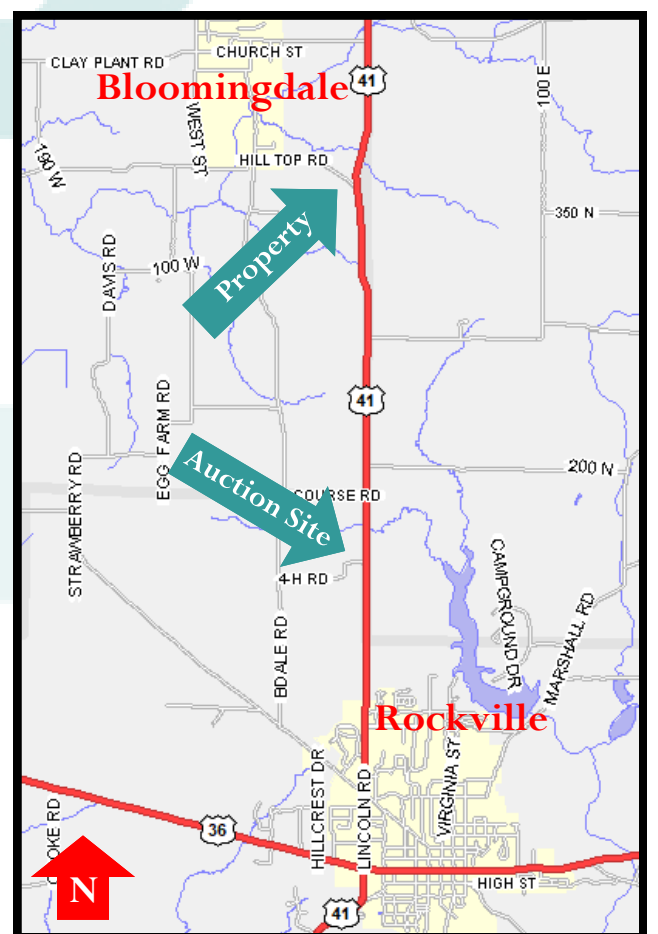 CLAY PLANT RD
CHURCH ST
Bloomingdale
41
100 E
WEST ST
190 W
HILL TOP RD
350 N
Property
DAVIS RD
100 W
41
EGG FARM RD
Auction Site
200 N
STRAWBERRY RD
COURSE RD
4-H RD
CAMPGROUND DR
MARSHALL RD
BDALE RD
Rockville
VIRGINIA ST
HILLCREST DR
LINCOLN RD
36
N
HIGH ST
41